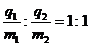 q₁/m₁ : q₂/m₂ = 1 : 1